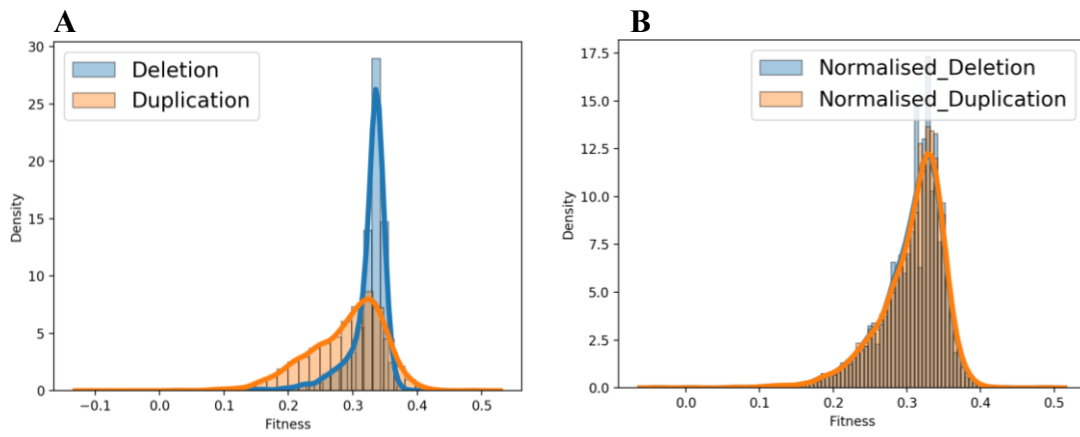 A
30
25
20
15
10
5
0
Density
Deletion
Duplication
−0.1 0.0 0.1 0.2 0.3 0.4 0.5
Fitness
B
17.5
15.0
12.5
10.0
7.5
5.0
2.5
0.0
Density
Normalised_Deletion
Normalised_Duplication
0.0 0.1 0.2 0.3 0.4 0.5
Fitness